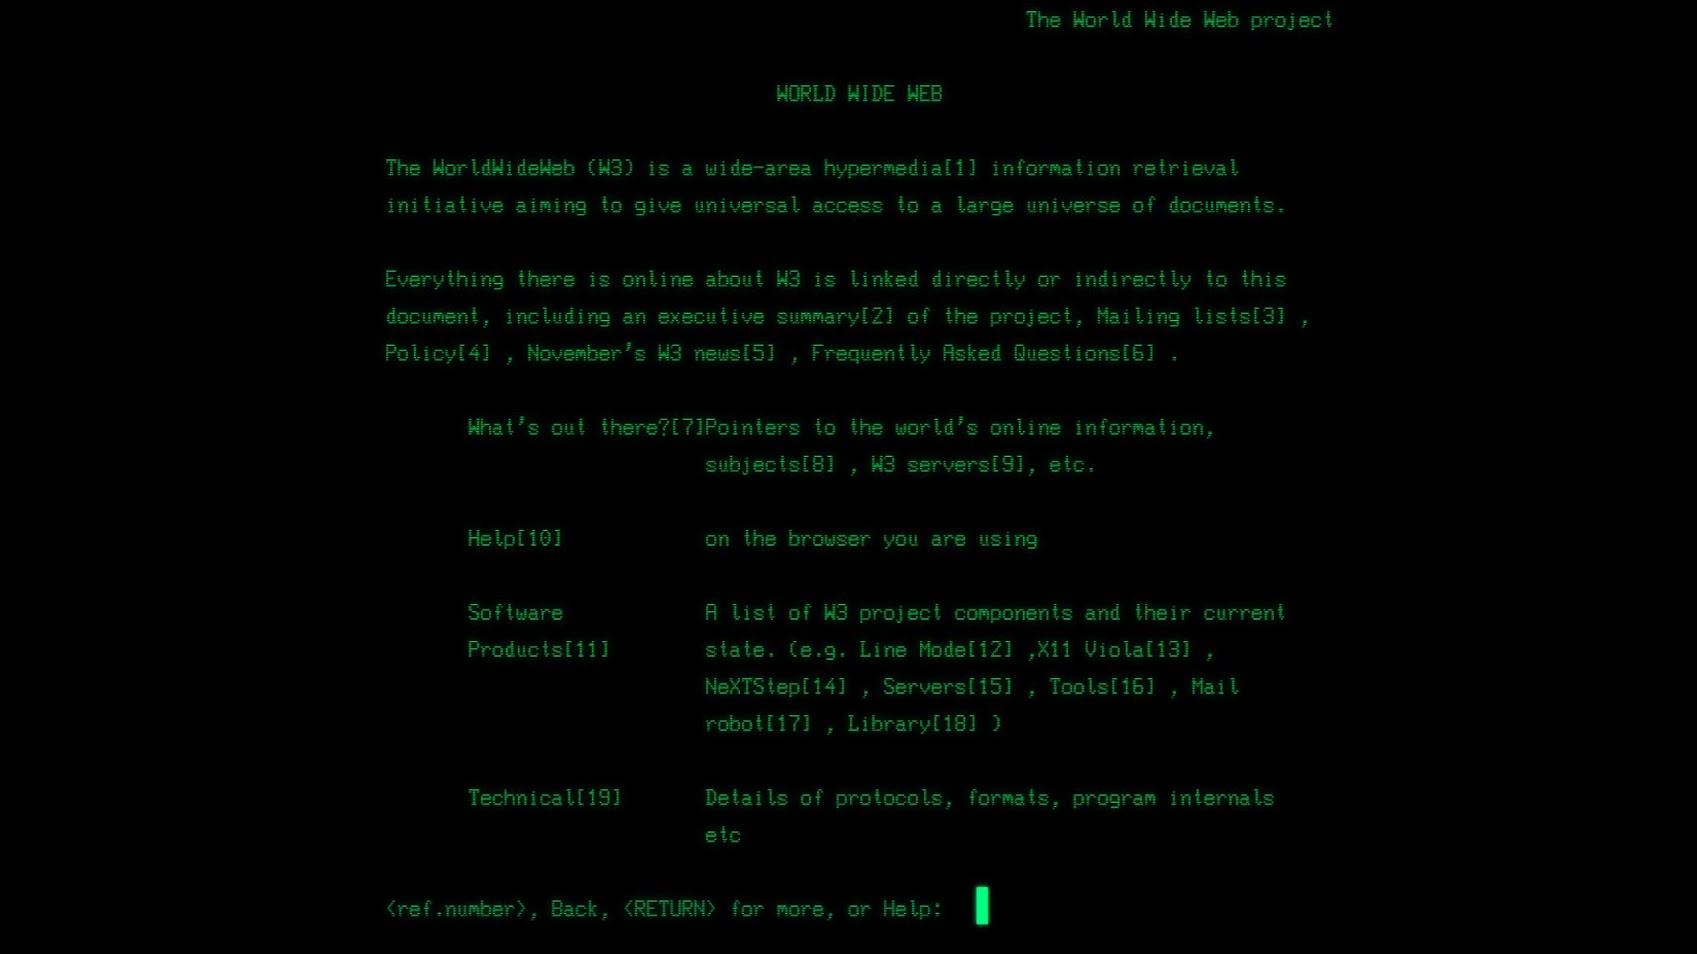 The World Wide Web project
WORLD WIDE WEB
The WorldWideWeb (W3) is a wide-area hypermedia[1] information retrieval
initiative aiming to give universal access to a large universe of documents.
Everything there is online about W3 is linked directly or indirectly to this
document, including an executive summary[2] of the project, Mailing lists[3] ,
Policy[4] , November's W3 news[5] , Frequently Asked Questions[6] .
What's out there?[7]Pointers to the world's online information,
subjects[8] , W3 servers[9], etc.
Help[10] on the browser you are using
Software A list of W3 project components and their current
Products[11] state. (e.g. Line Mode[12] ,X11 Viola[13] ,
NeXTStep[14] , Servers[15] , Tools[16] , Mail
robot[17] , Library[18] )
Technical[19] Details of protocols, formats, program internals
etc
<ref.number>, Back, <RETURN> for more, or Help: